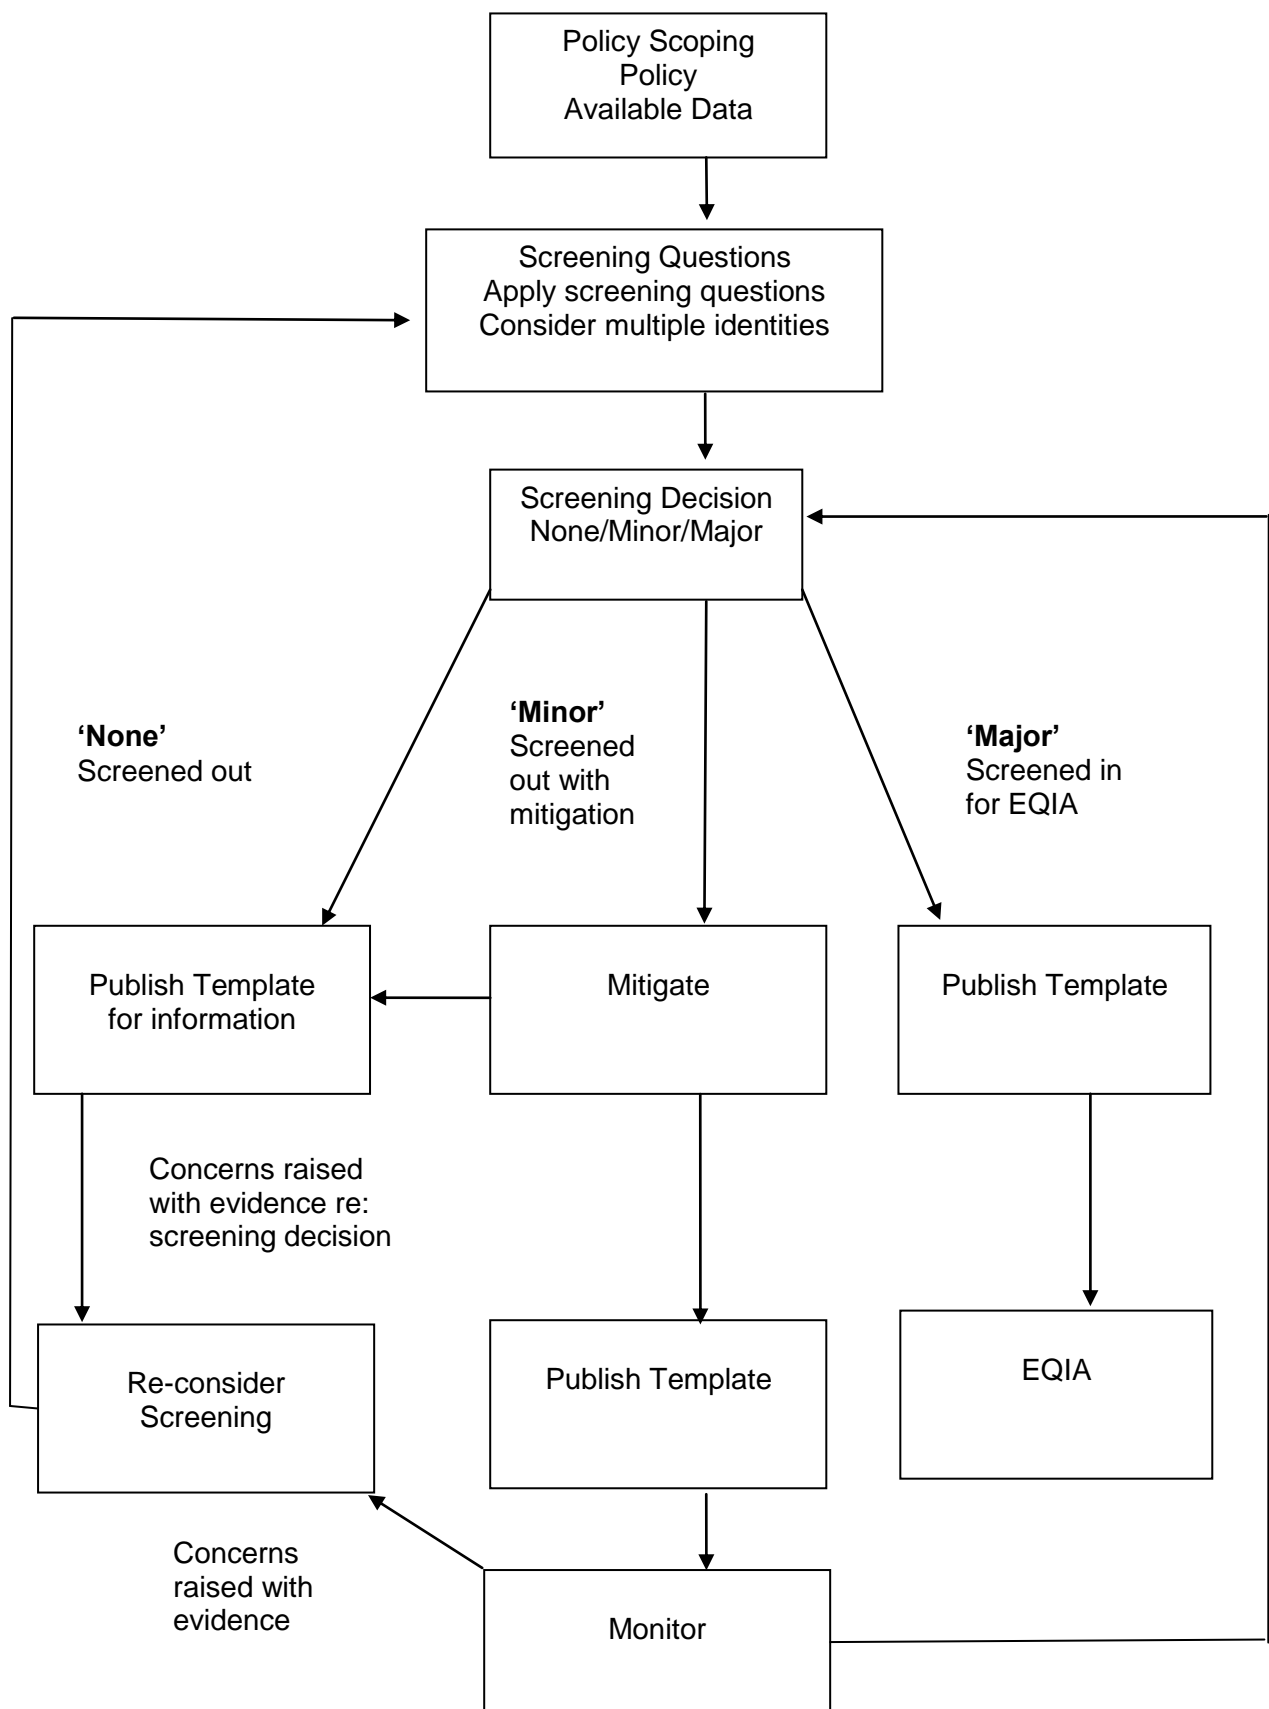 Policy Scoping
Policy
Available Data
Screening Questions
Apply screening questions
Consider multiple identities
Screening Decision
None/Minor/Major
‘None’
Screened out
‘Minor’
Screened
out with
mitigation
‘Major’
Screened in
for EQIA
Publish Template
for information
Mitigate
Publish Template
Concerns raised
with evidence re:
screening decision
Re-consider
Screening
Publish Template
EQIA
Concerns
raised with
evidence
Monitor